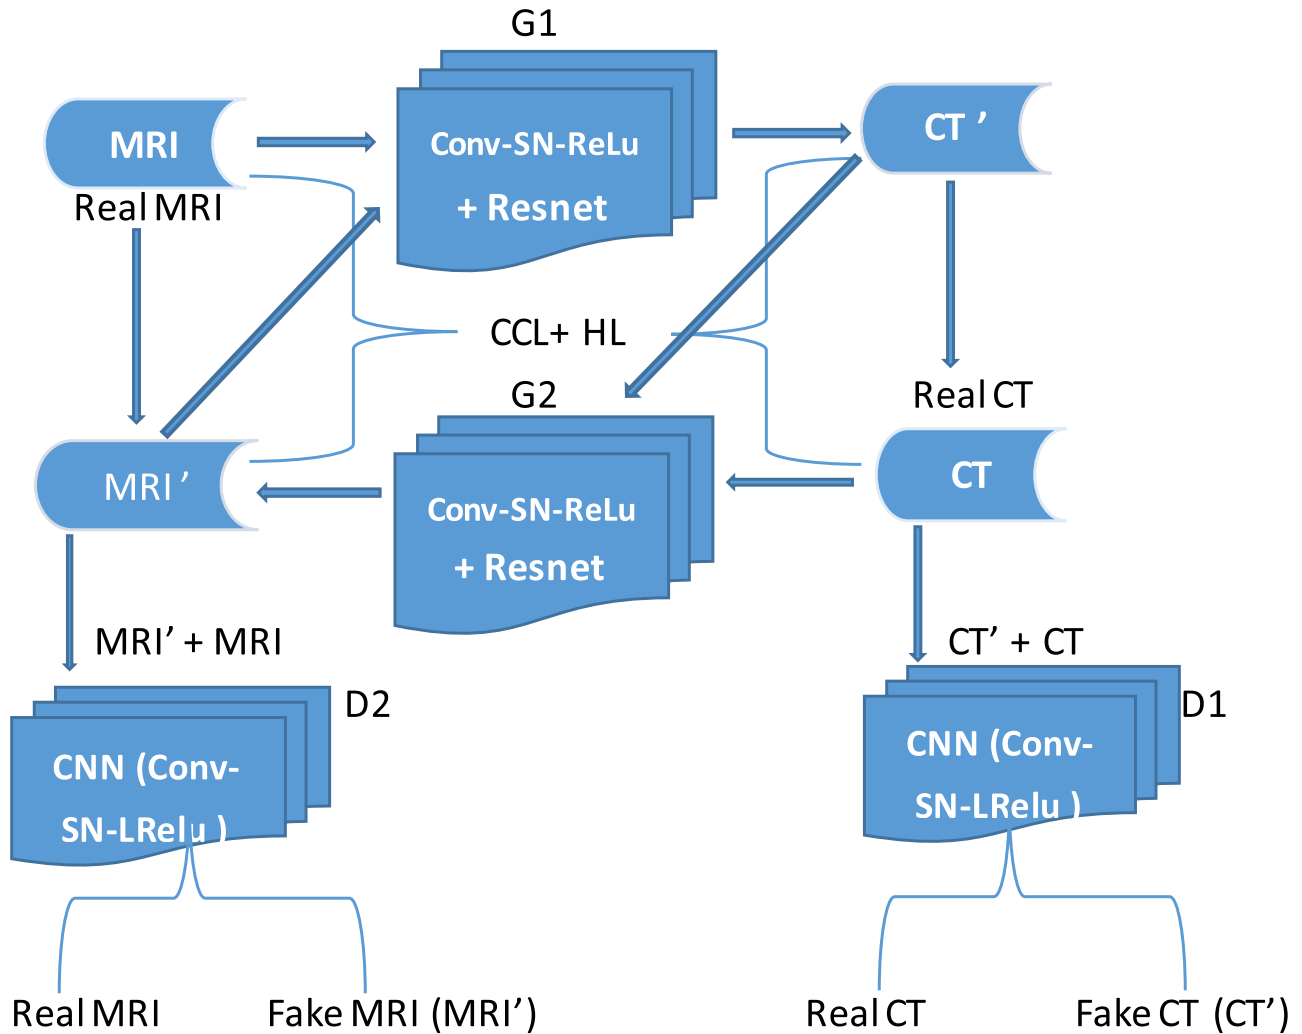 G1
MRI
Conv-SN-ReLu
+ Resnet
CT ’
Real MRI
CCL+ HL
G2
Real CT
MRI ’
Conv-SN-ReLu
+ Resnet
CT
MRI’ + MRI
CT’ + CT
D2
D1
CNN (Conv-
SN-LRelu )
CNN (Conv-
SN-LRelu )
Real MRI
Fake MRI (MRI’)
Real CT
Fake CT (CT’)